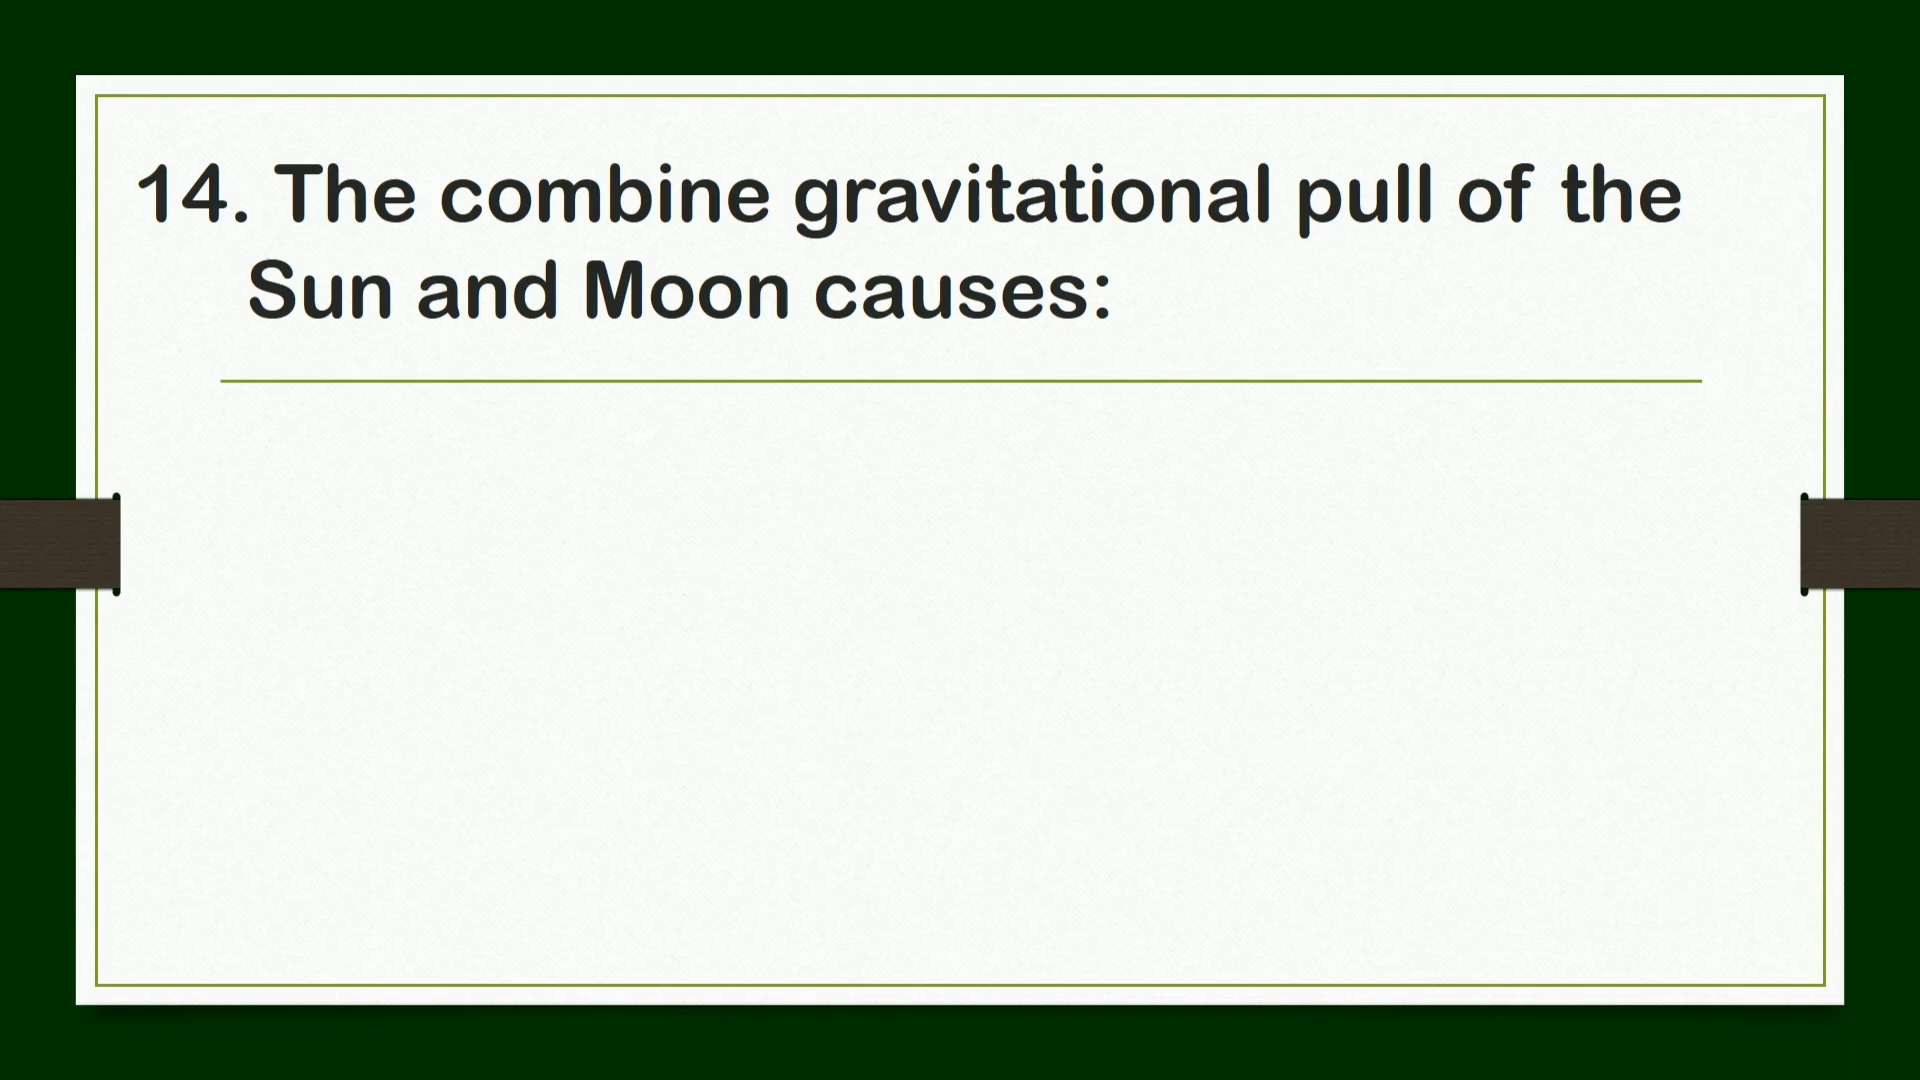 14. The combine gravitational pull of the
Sun and Moon causes: